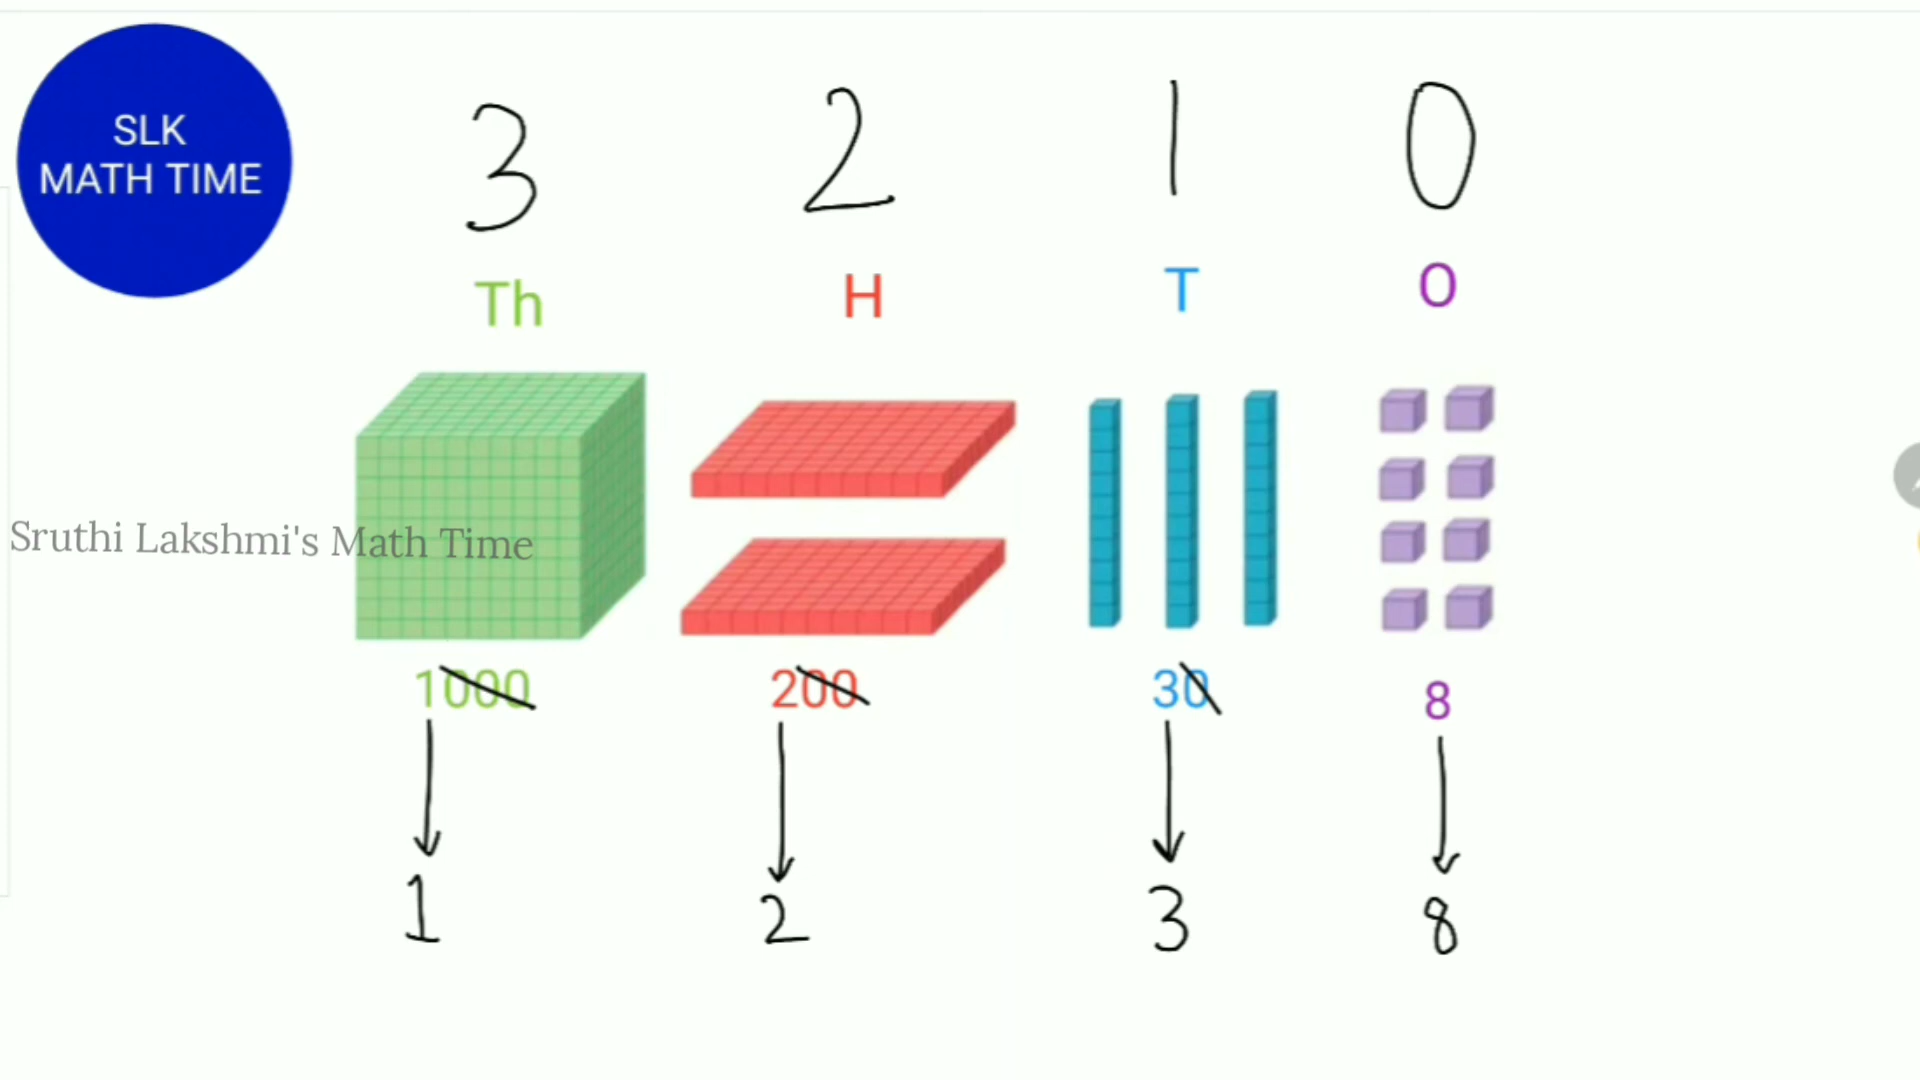 SLK
MATH TIME
3 2 1 0
Th H T O
Sruthi Lakshmi's Math Time
1000 200 30 8
1 2 3 8